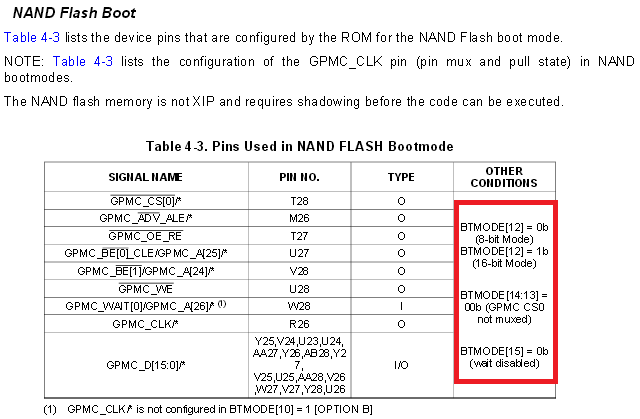 NAND Flash Boot
Table 4-3 lists the device pins that are configured by the ROM for the NAND Flash boot mode.
NOTE: Table 4-3 lists the configuration of the GPMC_CLK pin (pin mux and pull state) in NAND
bootmodes.
The NAND flash memory is not XIP and requires shadowing before the code can be executed.
Table 4-3. Pins Used in NAND FLASH Bootmode
SIGNAL NAME PIN NO. TYPE OTHER CONDITIONS
GPMC_CS[0]/* T28 O
GPMC_ADV_ALE/* M26 O
GPMC_OE_RE T27 O
GPMC_BE[0]_CLE/GPMC_A[25]/* U27 O
GPMC_BE[1]/GPMC_A[24]/* V28 O
GPMC_WE U28 O
GPMC_WAIT[0]/GPMC_A[26]/* (1) W28 I
GPMC_CLK/* R26 O
GPMC_D[15:0]/*
Y25,V24,U23,U24,
AA27,Y26,AB28,Y2
7,
V25,U25,AA28,V26
,W27,V27,Y28,U26
I/O
BTMODE[12] = 0b
(8-bit Mode)
BTMODE[12] = 1b
(16-bit Mode)
BTMODE[14:13] =
00b (GPMC CS0
not muxed)
BTMODE[15] = 0b
(wait disabled)
(1) GPMC_CLK/* is not configured in BTMODE[10] = 1 [OPTION B]